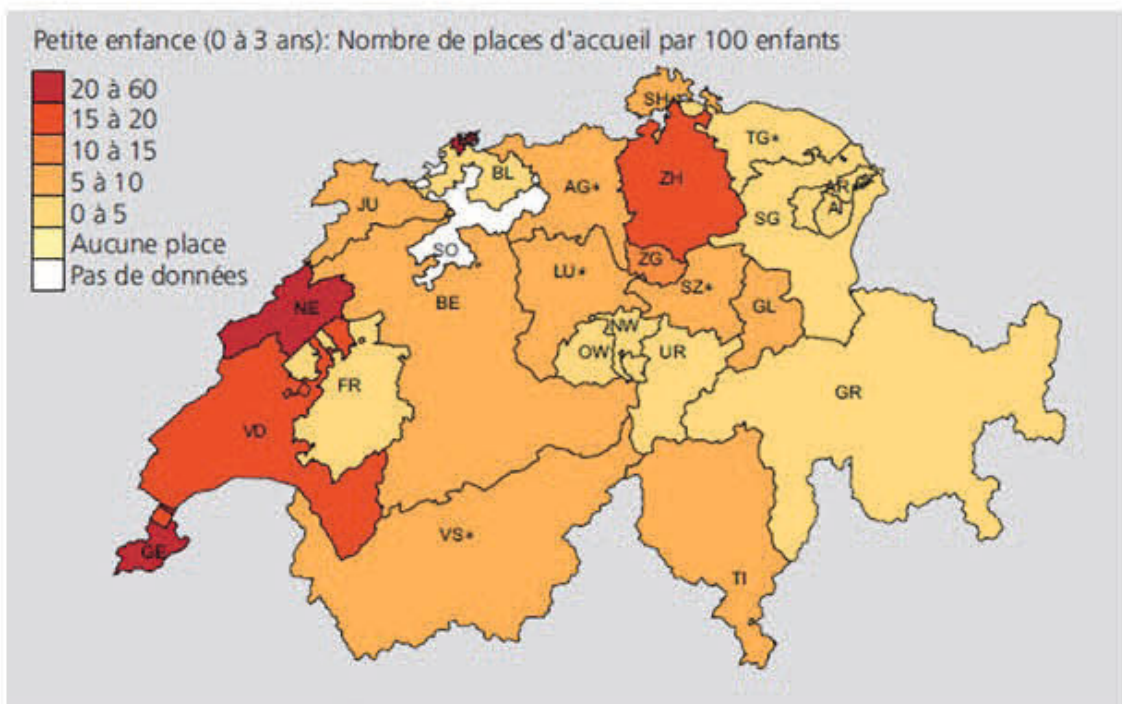 Petite enfance (0 à 3 ans): Nombre de places d'accueil par 100 enfants
20 à 60
15 à 20
10 à 15
5 à 10
0 à 5
Aucune place
Pas de données
SH
TG*
BL
AG*
ZH
AR
AI
JU
SG
SO
ZG
LU*
SZ*
NE
BE
GL
NW
OW
UR
FR
GR
VD
VS*
GE
TI